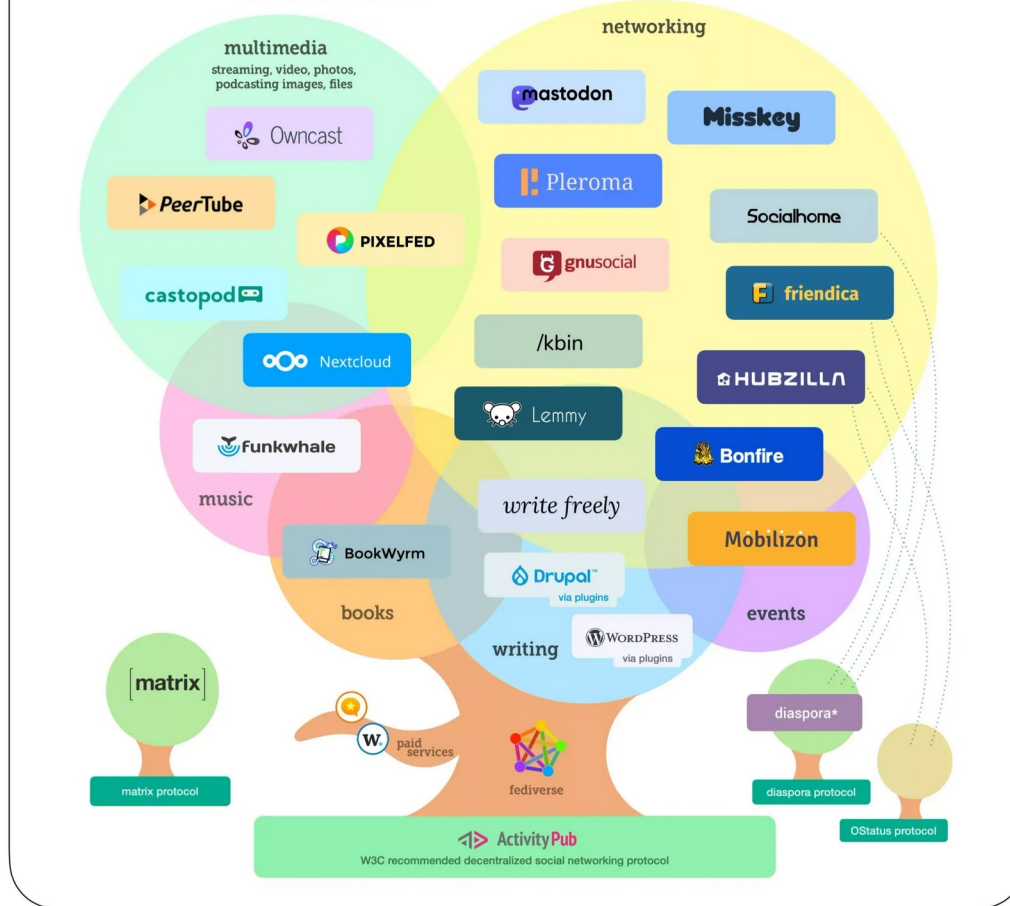 networking
multimedia
streaming, video, photos,
podcasting images, files
mastodon
Misskey
Owncast
Pleroma
PeerTube
Socialhome
PIXELFED
gnusocial
castopod
friendica
/kbin
Nextcloud
HUBZILLA
Lemmy
Funkwhale
Bonfire
music
write freely
Mobilizon
BookWyrm
Drupal™
via plugins
books
events
WORDPRESS
writing
via plugins
[matrix]
diaspora*
W.
paid
services
fediverse
matrix protocol
diaspora protocol
OStatus protocol
ActivityPub
W3C recommended decentralized social networking protocol